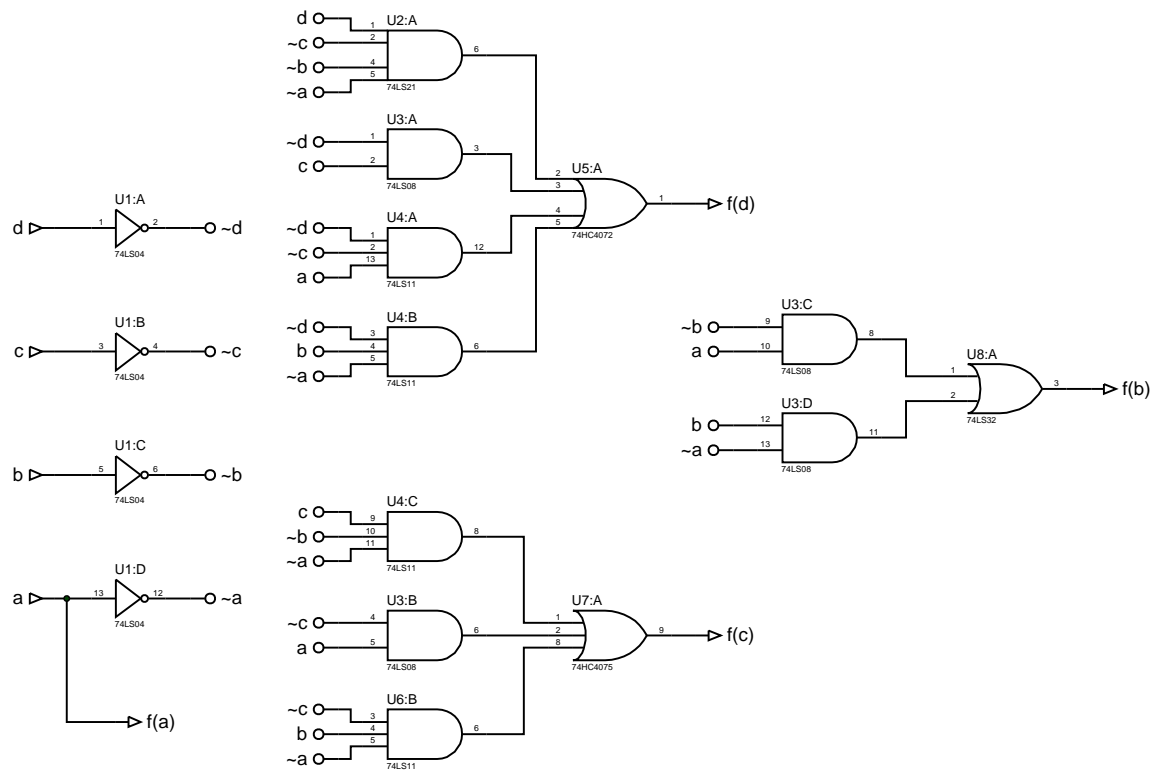 d
U2:A
1
~c
2
6
~b
4
5
~a
74LS21
U3:A
~d
1
3
c
2
74LS08
U5:A
2
3
1
f(d)
4
5
74HC4072
U1:A
d
1
2
~d
74LS04
U4:A
~d
1
~c
2
12
13
a
74LS11
U1:B
c
3
4
~c
74LS04
U4:B
~d
3
b
4
6
5
~a
74LS11
U3:C
~b
9
8
a
10
74LS08
U8:A
1
3
f(b)
2
74LS32
U3:D
b
12
11
~a
13
74LS08
U1:C
b
5
6
~b
74LS04
U4:C
c
9
~b
10
8
11
~a
74LS11
U1:D
a
13
12
~a
74LS04
U3:B
~c
4
6
a
5
74LS08
U7:A
1
2
9
f(c)
8
74HC4075
U6:B
~c
3
b
4
6
5
~a
74LS11
f(a)